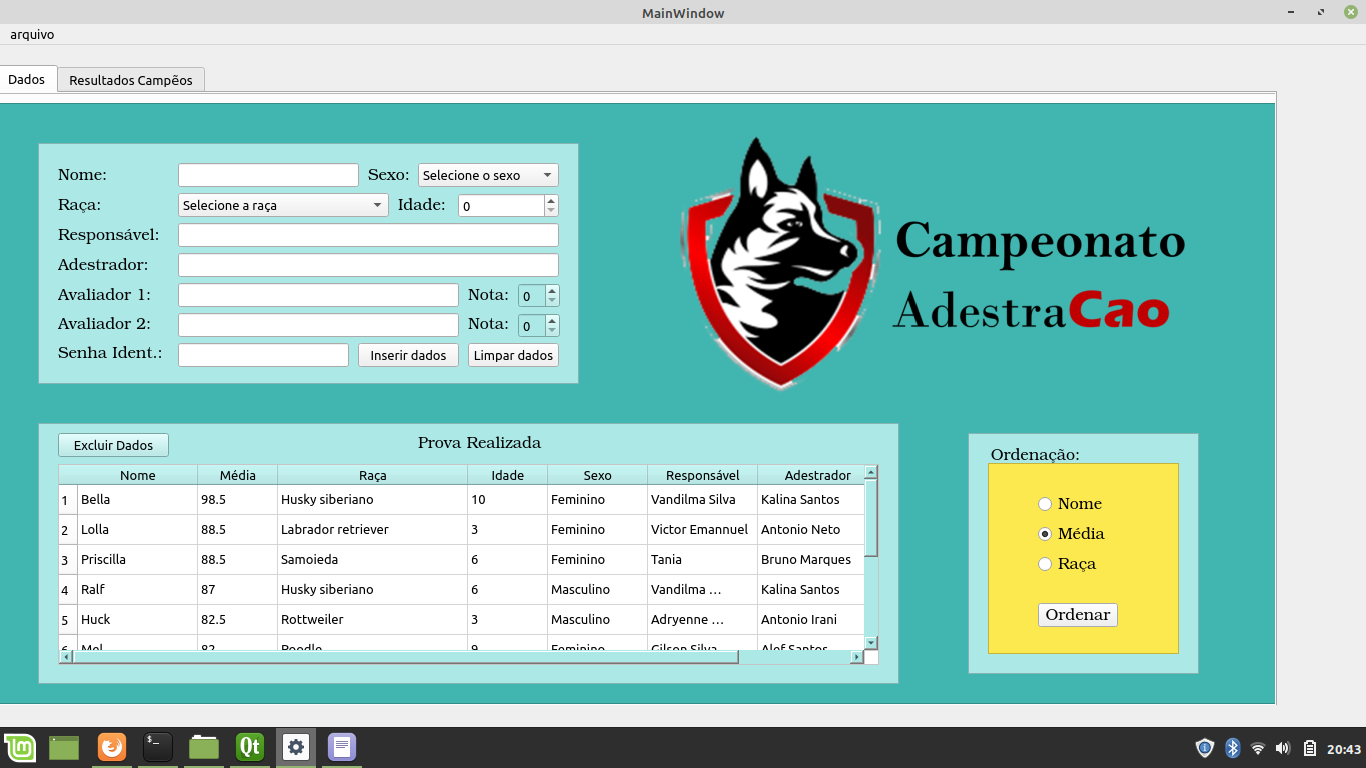 MainWindow
arquivo
Dados Resultados Campẽos
Nome: Sexo: Selecione o sexo
Raça: Selecione a raça Idade: 0
Responsável:
Adestrador:
Avaliador 1: Nota: 0
Avaliador 2: Nota: 0
Senha Ident.: Inserir dados Limpar dados
Campeonato
AdestraCao
Excluir Dados Prova Realizada
Nome Média Raça Idade Sexo Responsável Adestrador
1 Bella 98.5 Husky siberiano 10 Feminino Vandilma Silva Kalina Santos
2 Lolla 88.5 Labrador retriever 3 Feminino Victor Emannuel Antonio Neto
3 Priscilla 88.5 Samoieda 6 Feminino Tania Bruno Marques
4 Ralf 87 Husky siberiano 6 Masculino Vandilma … Kalina Santos
5 Huck 82.5 Rottweiler 3 Masculino Adryenne … Antonio Irani
6 Mel 82 Poodle 9 Feminino Gilson Silva Alef Santos
Ordenação:
Nome
Média
Raça
Ordenar
Qt
20:43